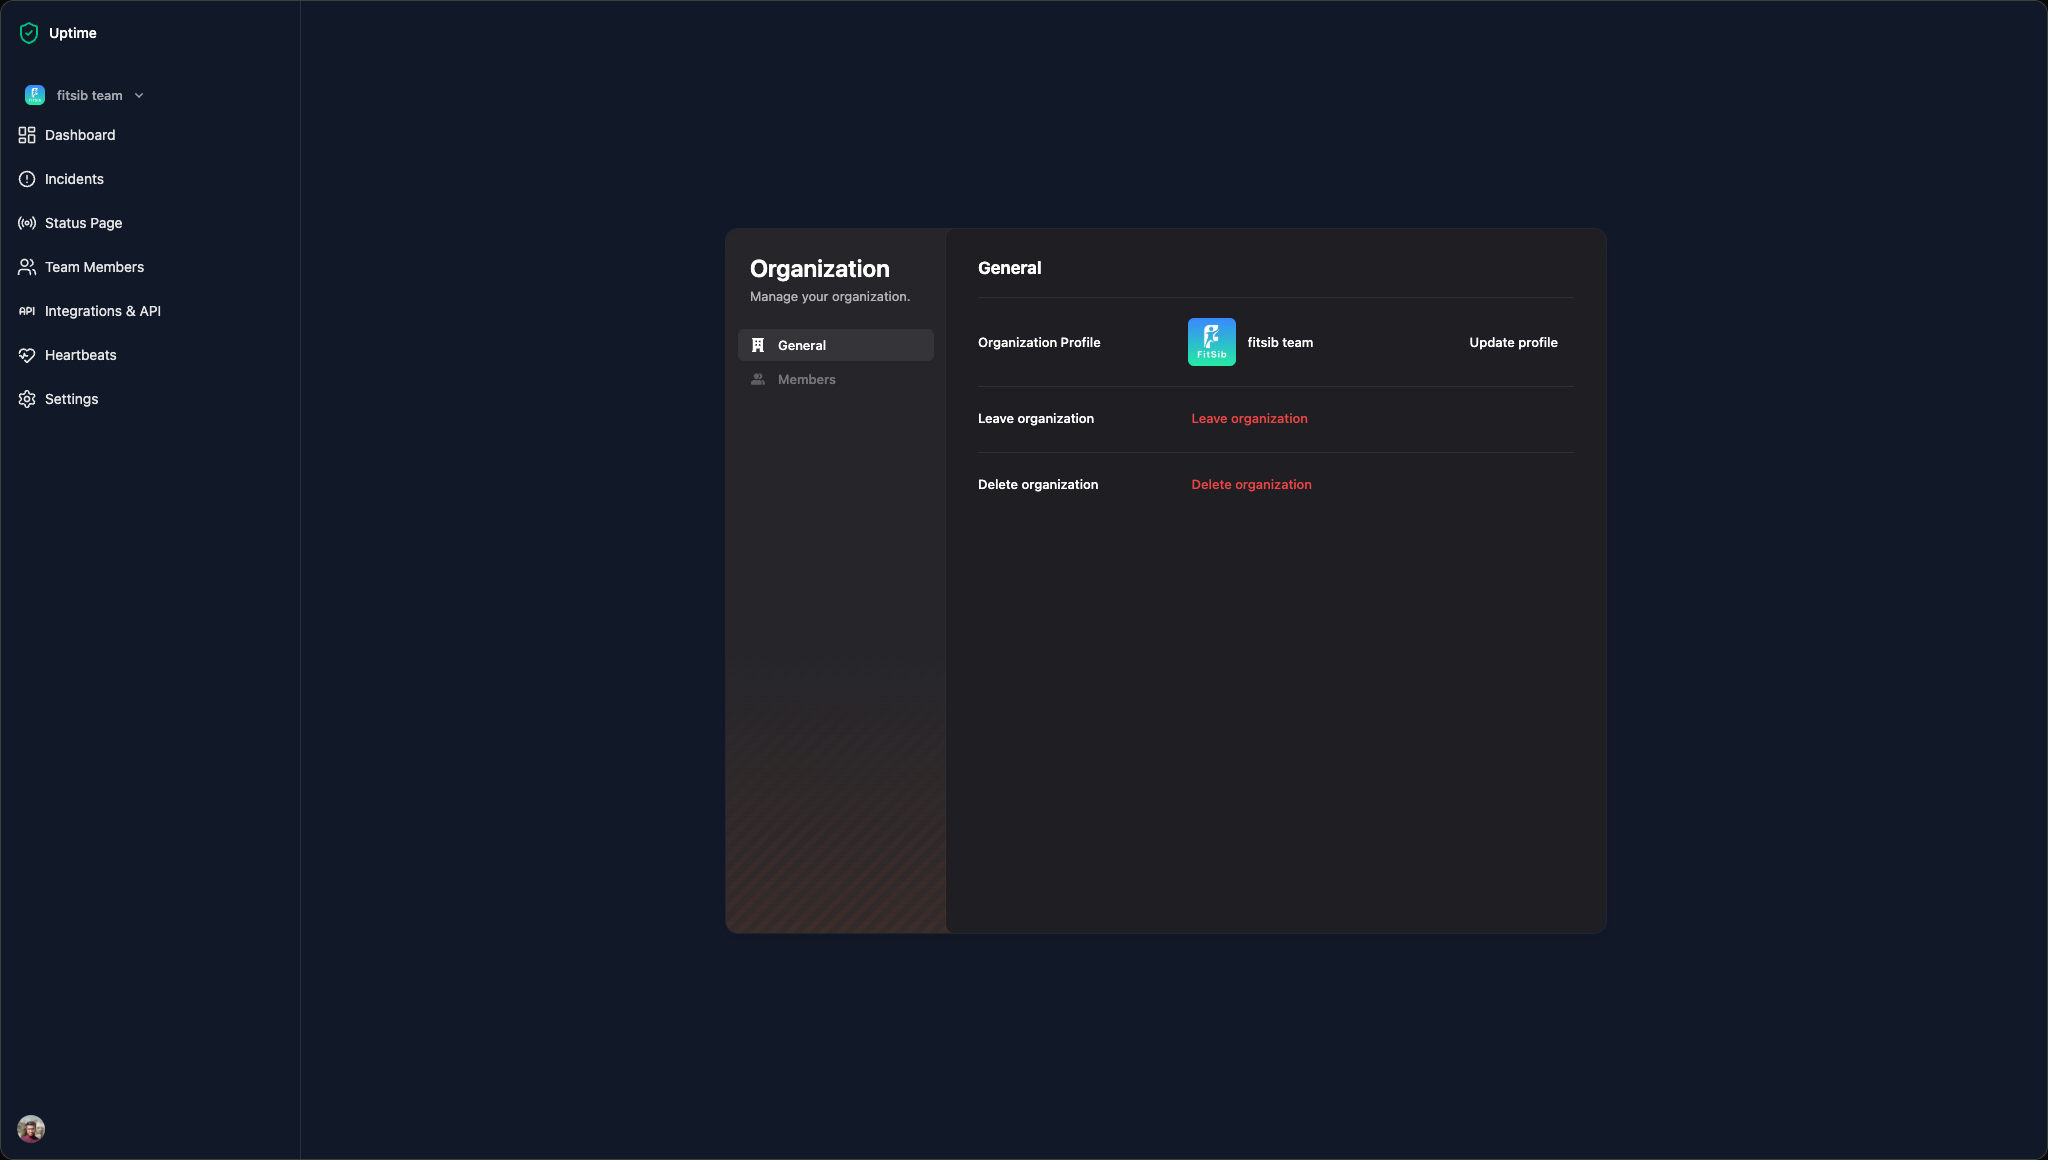 Uptime
fitsib team
Dashboard
Incidents
Status Page
Team Members
API Integrations & API
Heartbeats
Settings
Organization
Manage your organization.
General
Members
General
Organization Profile
FitSib
fitsib team
Update profile
Leave organization
Leave organization
Delete organization
Delete organization